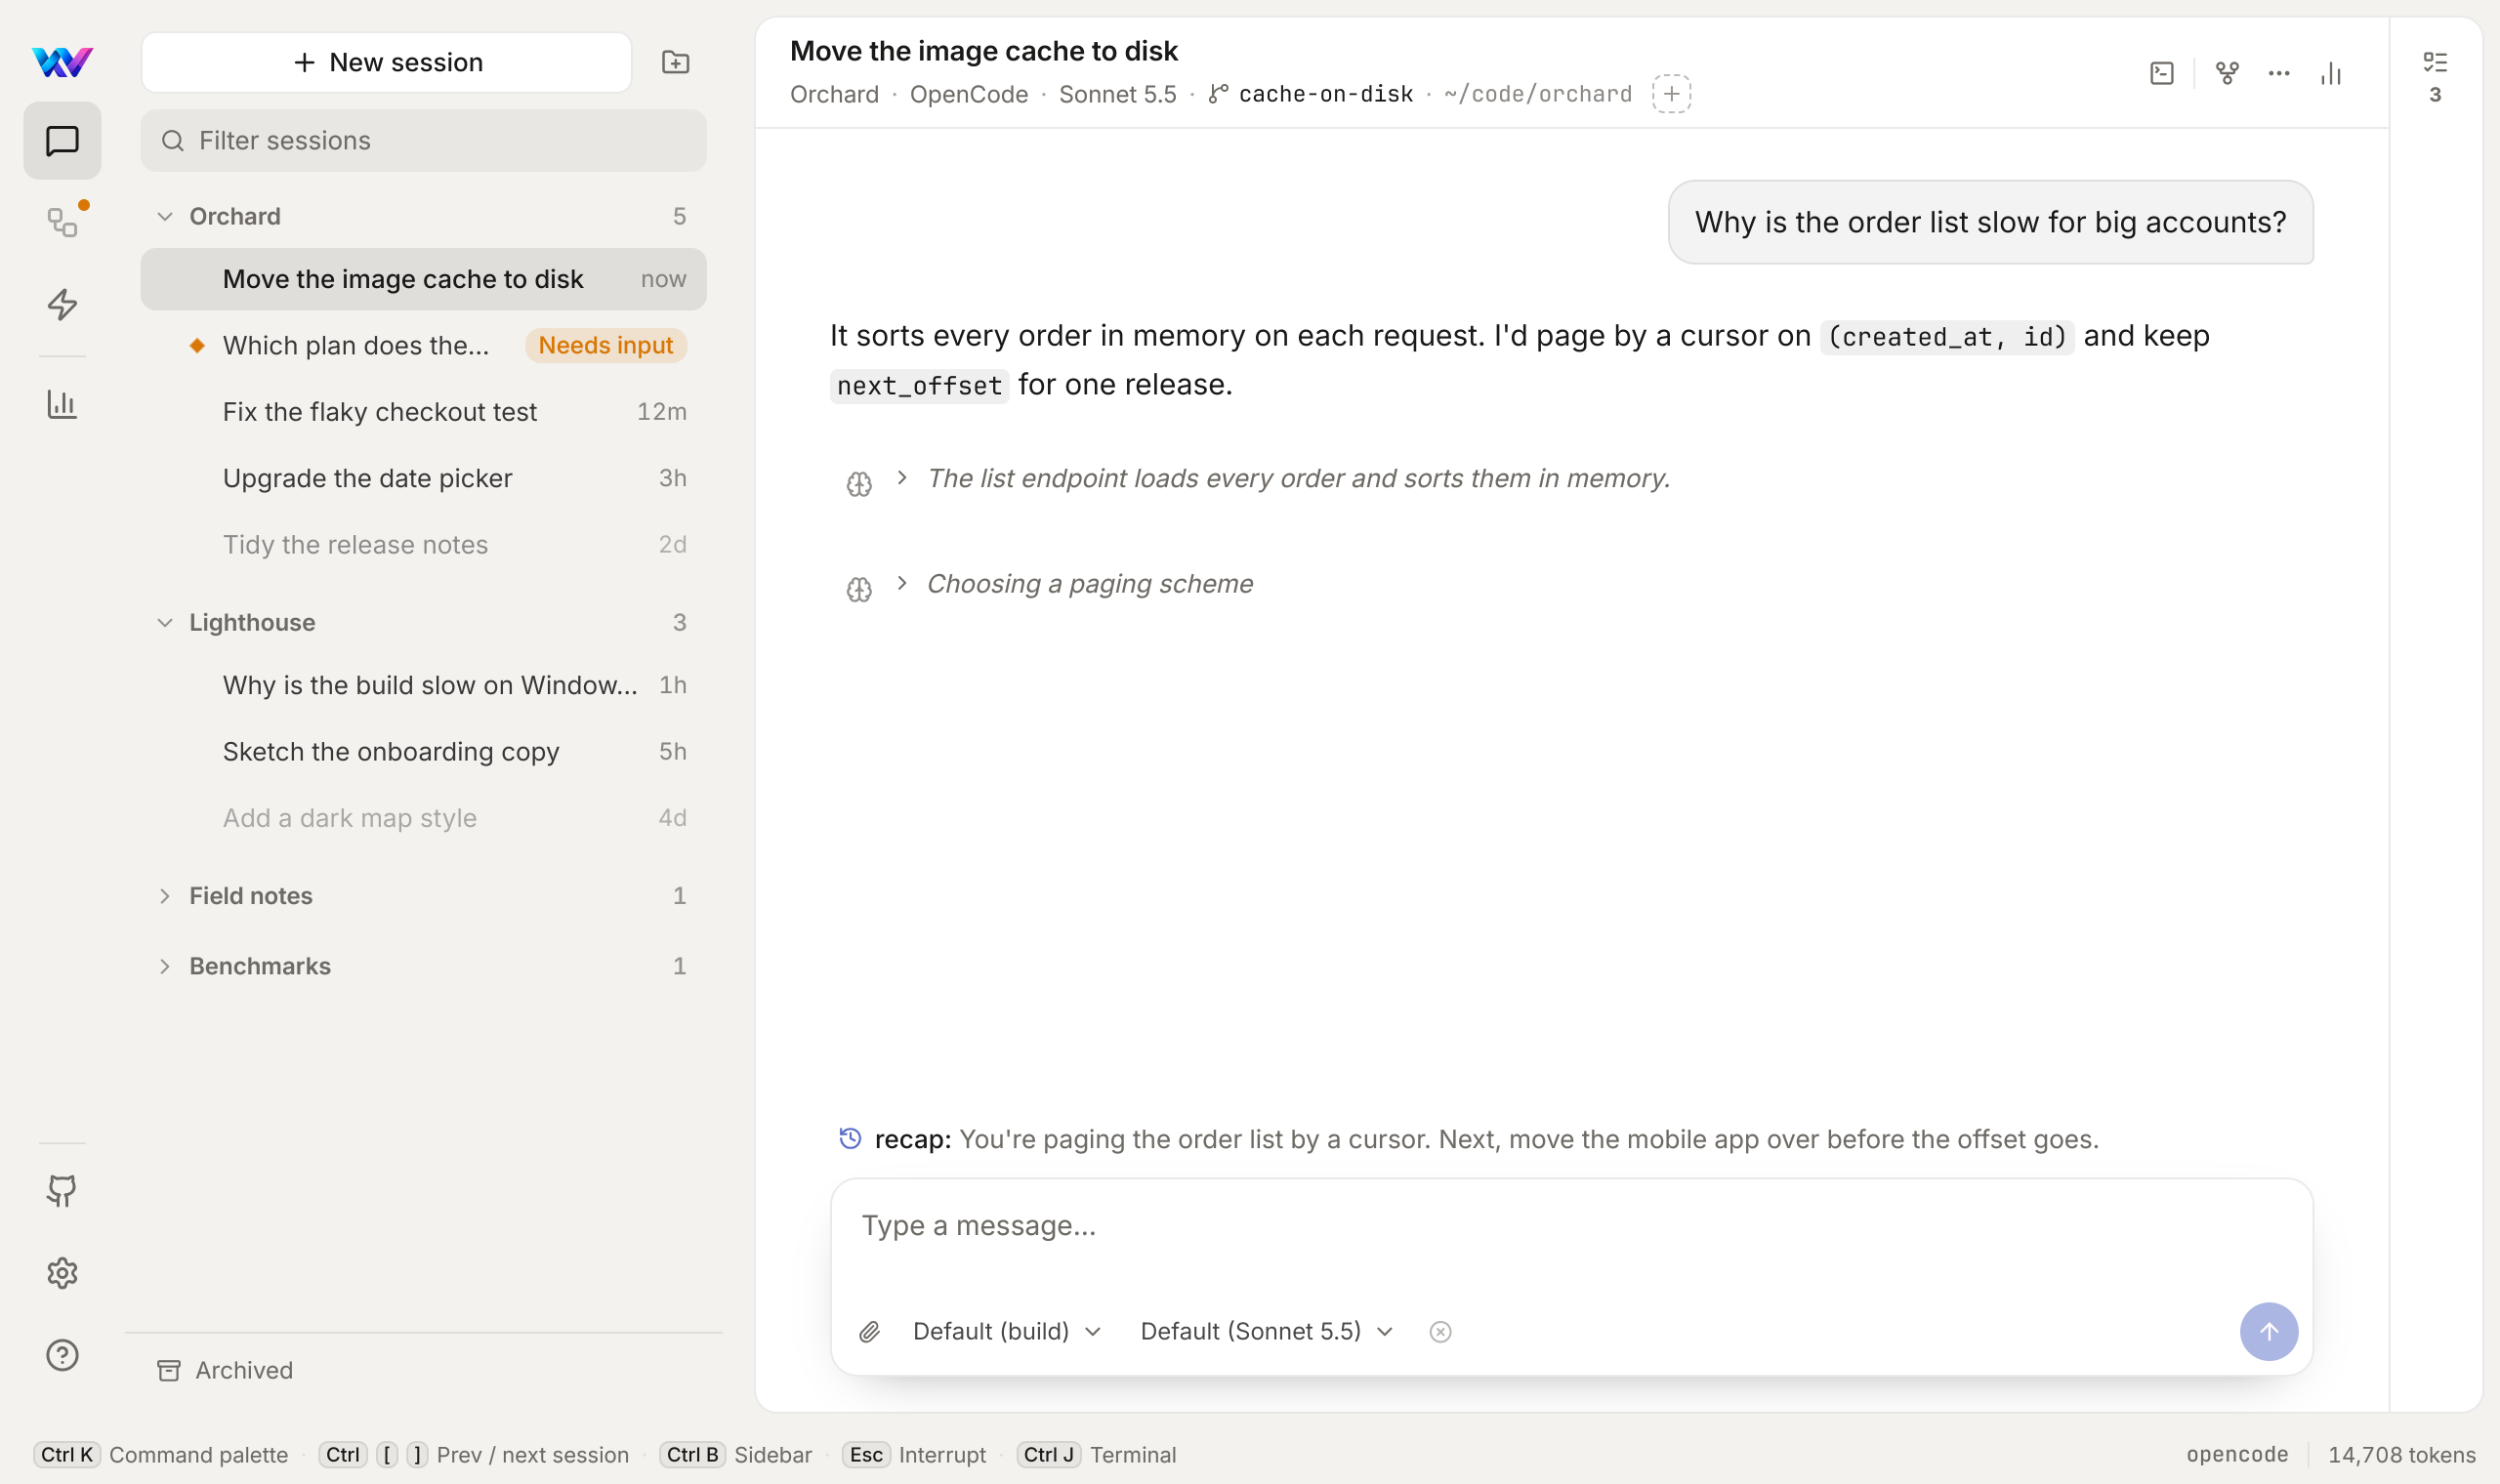 New session
Filter sessions
Orchard 5
Move the image cache to disk now
Which plan does the... Needs input
Fix the flaky checkout test 12m
Upgrade the date picker 3h
Tidy the release notes 2d
Lighthouse 3
Why is the build slow on Window... 1h
Sketch the onboarding copy 5h
Add a dark map style 4d
Field notes 1
Benchmarks 1
Archived
Move the image cache to disk
Orchard · OpenCode · Sonnet 5.5 · cache-on-disk · ~/code/orchard
3
Why is the order list slow for big accounts?
It sorts every order in memory on each request. I'd page by a cursor on (created_at, id) and keep
next_offset for one release.
The list endpoint loads every order and sorts them in memory.
Choosing a paging scheme
recap: You're paging the order list by a cursor. Next, move the mobile app over before the offset goes.
Type a message...
Default (build) Default (Sonnet 5.5)
Ctrl K Command palette · Ctrl [ ] Prev / next session · Ctrl B Sidebar · Esc Interrupt · Ctrl J Terminal
opencode 14,708 tokens